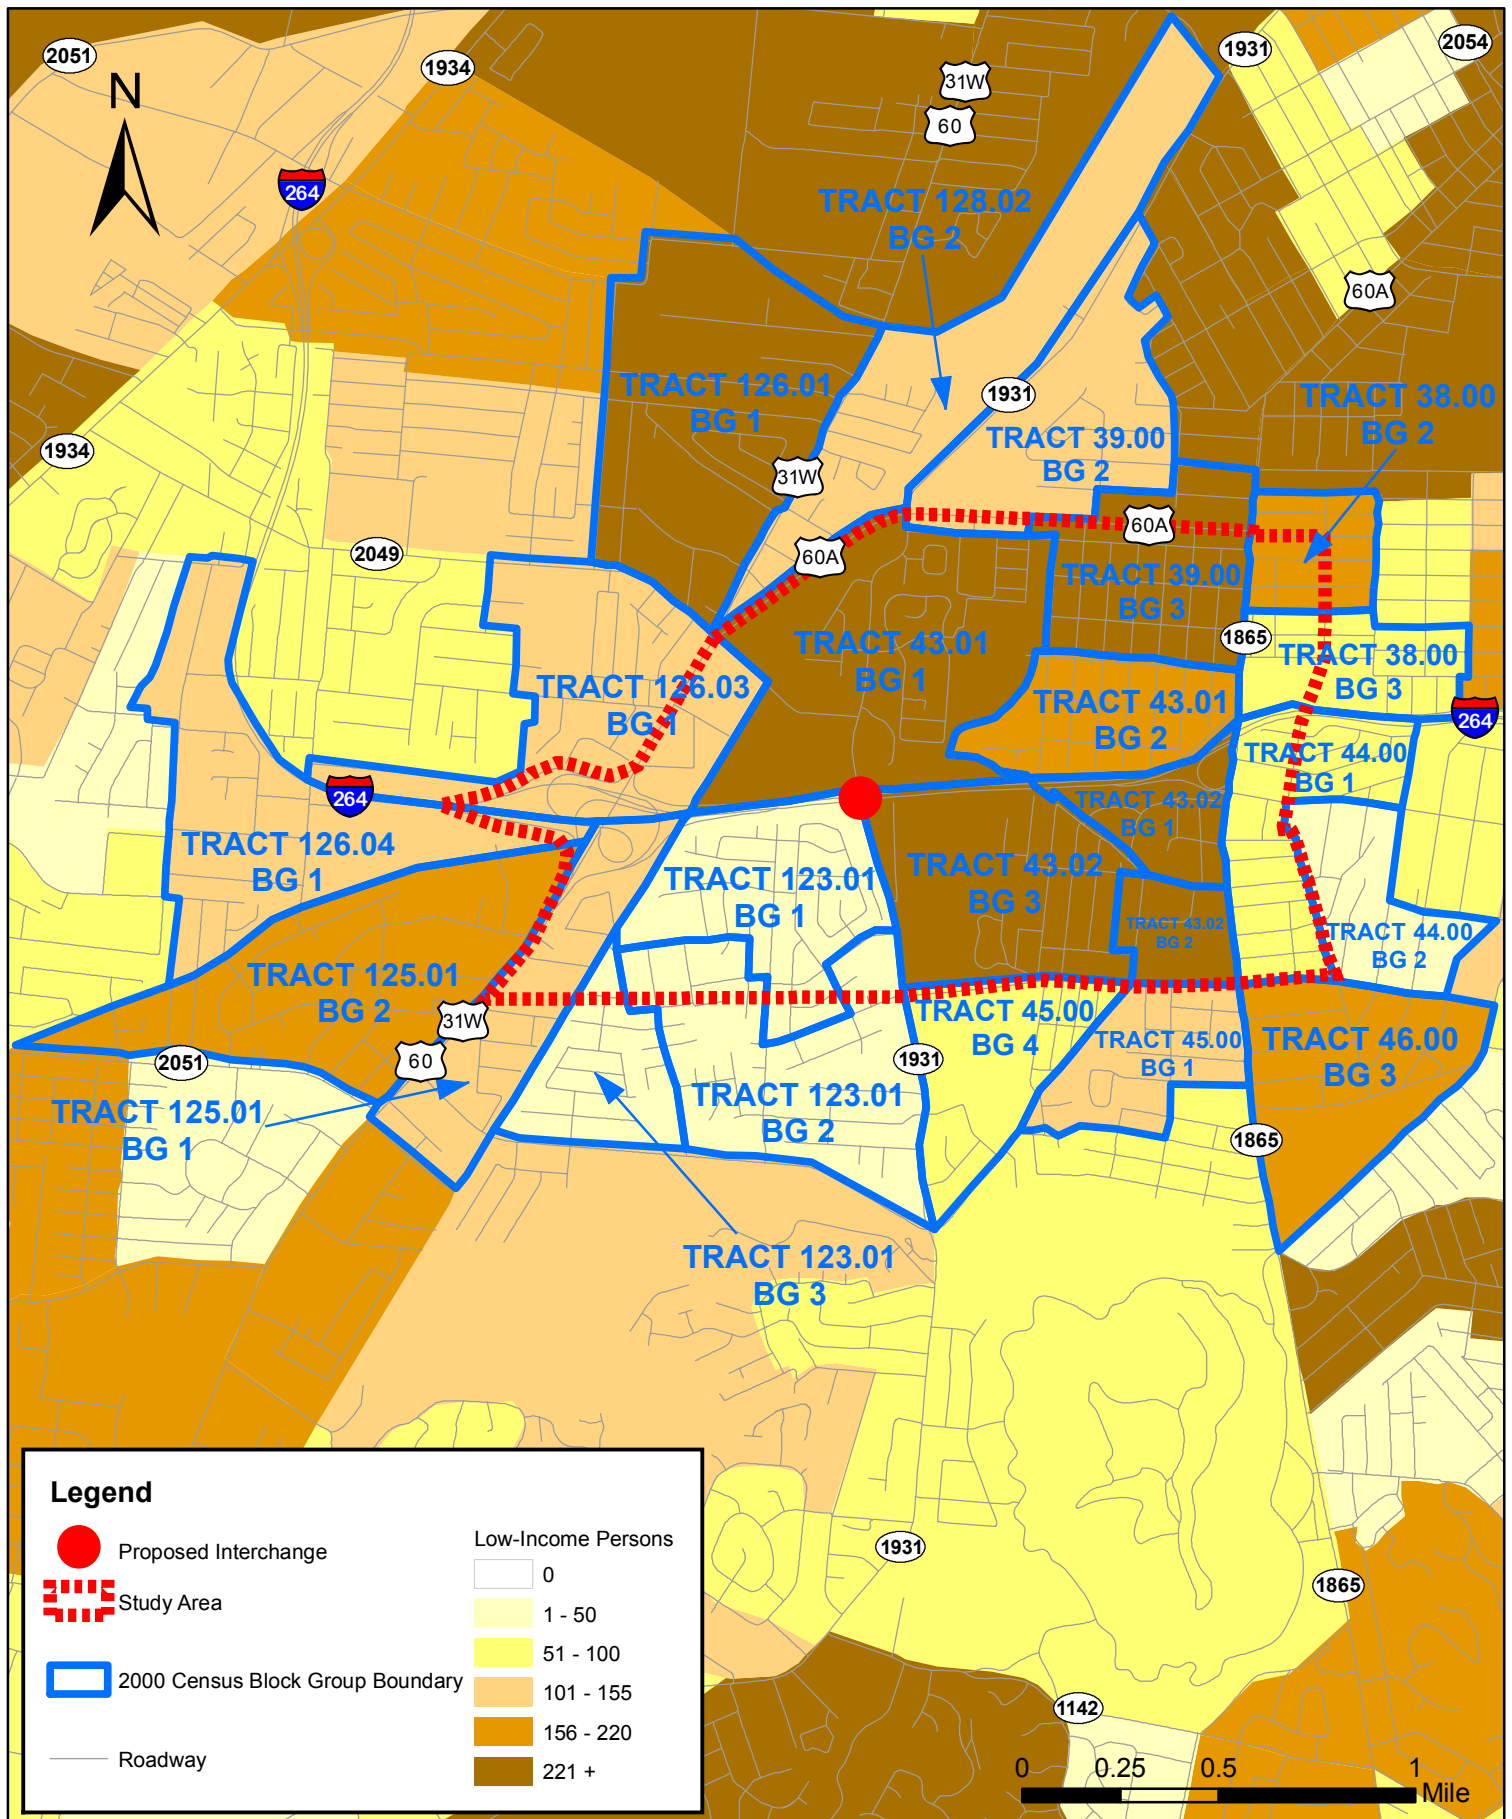 2051
1934
1931
2054
31W
60
N
264
TRACT 128.02
BG 2
60A
TRACT 126.01
BG 1
1931
TRACT 38.00
BG 2
1934
TRACT 39.00
BG 2
31W
60A
2049
60A
TRACT 39.00
BG 3
TRACT 43.01
BG 1
1865
TRACT 38.00
BG 3
TRACT 126.03
BG 1
TRACT 43.01
BG 2
264
TRACT 44.00
BG 1
264
TRACT 43.02
BG 1
TRACT 126.04
BG 1
TRACT 123.01
BG 1
TRACT 43.02
BG 3
TRACT 43.02
BG 2
TRACT 44.00
BG 2
TRACT 125.01
BG 2
31W
TRACT 45.00
BG 4
TRACT 45.00
BG 1
TRACT 46.00
BG 3
2051
60
1931
TRACT 125.01
BG 1
TRACT 123.01
BG 2
1865
TRACT 123.01
BG 3
1931
1865
1142
Legend
Proposed Interchange
Study Area
2000 Census Block Group Boundary
Roadway
Low-Income Persons
0
1 - 50
51 - 100
101 - 155
156 - 220
221 +
0 0.25 0.5 1
Mile